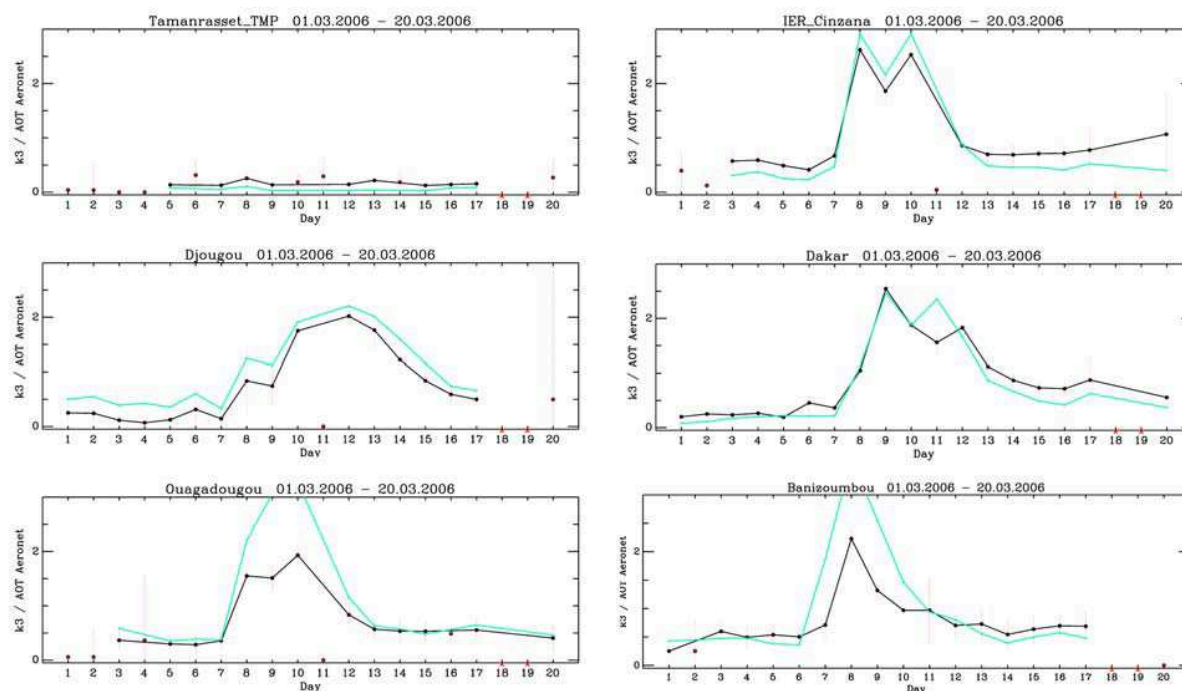 Tamanrasset_TMP 01.03.2006 – 20.03.2006
k3 / AOT Aeronet
2
0
1 2 3 4 5 6 7 8 9 10 11 12 13 14 15 16 17 18 19 20
Day
IER_Cinzana 01.03.2006 – 20.03.2006
k3 / AOT Aeronet
2
0
1 2 3 4 5 6 7 8 9 10 11 12 13 14 15 16 17 18 19 20
Day
Djougou 01.03.2006 – 20.03.2006
k3 / AOT Aeronet
2
0
1 2 3 4 5 6 7 8 9 10 11 12 13 14 15 16 17 18 19 20
Day
Dakar 01.03.2006 – 20.03.2006
k3 / AOT Aeronet
2
0
1 2 3 4 5 6 7 8 9 10 11 12 13 14 15 16 17 18 19 20
Day
Ouagadougou 01.03.2006 – 20.03.2006
k3 / AOT Aeronet
2
0
1 2 3 4 5 6 7 8 9 10 11 12 13 14 15 16 17 18 19 20
Day
Banizoumbou 01.03.2006 – 20.03.2006
k3 / AOT Aeronet
2
0
1 2 3 4 5 6 7 8 9 10 11 12 13 14 15 16 17 18 19 20
Day